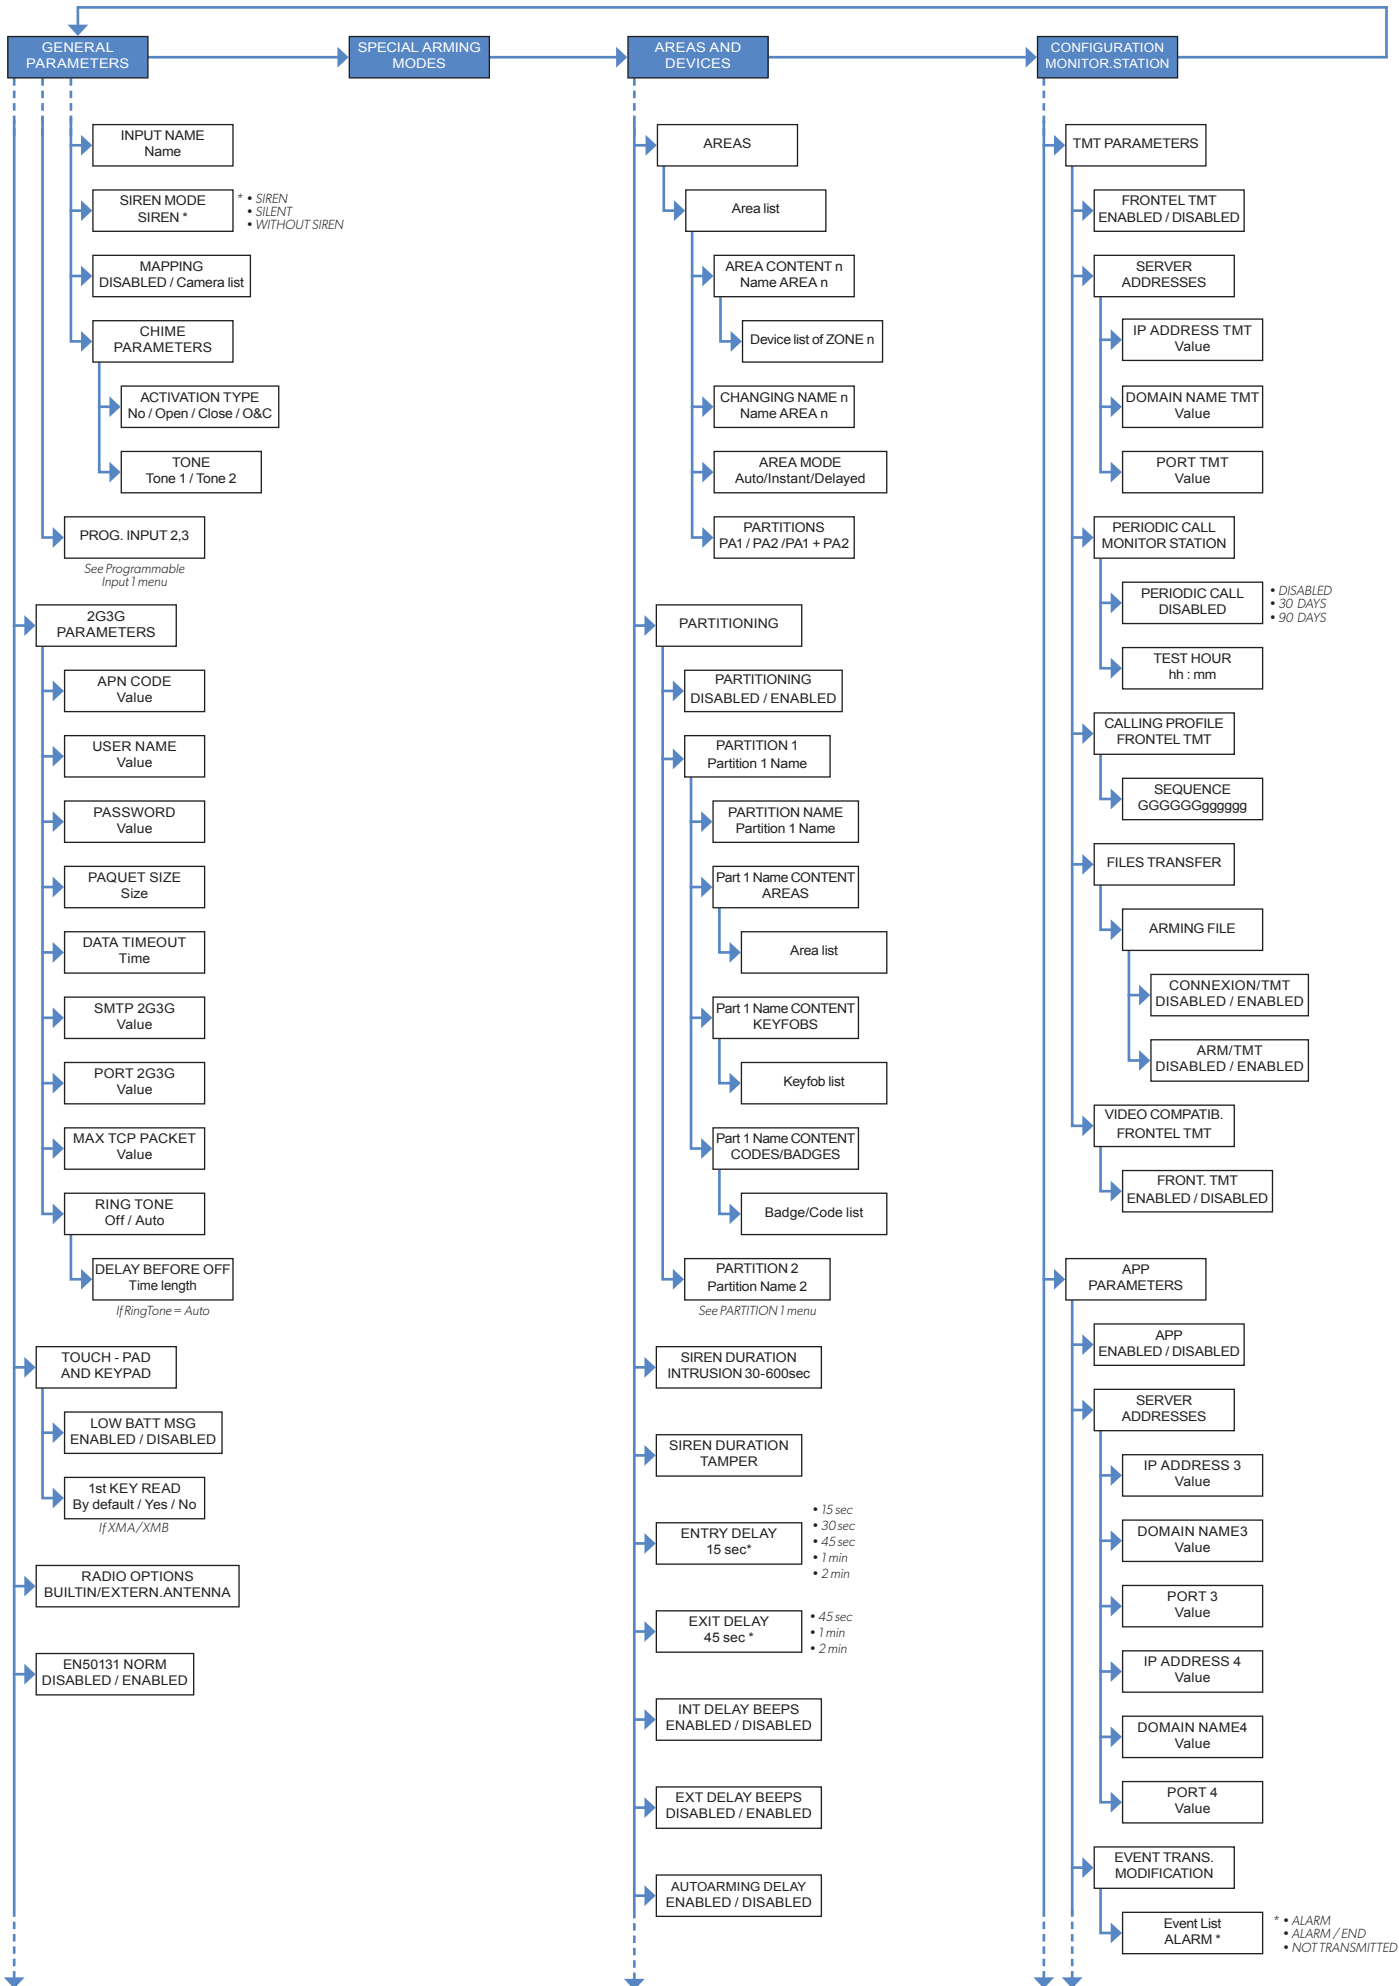 GENERAL
PARAMETERS
SPECIAL ARMING
MODES
AREAS AND
DEVICES
CONFIGURATION
MONITOR.STATION
INPUT NAME
Name
SIREN MODE
SIREN *
* • SIREN
• SILENT
• WITHOUT SIREN
MAPPING
DISABLED / Camera list
CHIME
PARAMETERS
ACTIVATION TYPE
No / Open / Close / O&C
TONE
Tone 1 / Tone 2
PROG. INPUT 2,3
See Programmable
Input 1 menu
2G3G
PARAMETERS
APN CODE
Value
USER NAME
Value
PASSWORD
Value
PAQUET SIZE
Size
DATA TIMEOUT
Time
SMTP 2G3G
Value
PORT 2G3G
Value
MAX TCP PACKET
Value
RING TONE
Off / Auto
DELAY BEFORE OFF
Time length
If RingTone = Auto
TOUCH - PAD
AND KEYPAD
LOW BATT MSG
ENABLED / DISABLED
1st KEY READ
By default / Yes / No
If XMA/XMB
RADIO OPTIONS
BUILTIN/EXTERN.ANTENNA
EN50131 NORM
DISABLED / ENABLED
AREAS
Area list
AREA CONTENT n
Name AREA n
Device list of ZONE n
CHANGING NAME n
Name AREA n
AREA MODE
Auto/Instant/Delayed
PARTITIONS
PA1 / PA2 /PA1 + PA2
PARTITIONING
PARTITIONING
DISABLED / ENABLED
PARTITION 1
Partition 1 Name
PARTITION NAME
Partition 1 Name
Part 1 Name CONTENT
AREAS
Area list
Part 1 Name CONTENT
KEYFOBS
Keyfob list
Part 1 Name CONTENT
CODES/BADGES
Badge/Code list
PARTITION 2
Partition Name 2
See PARTITION 1 menu
SIREN DURATION
INTRUSION 30-600sec
SIREN DURATION
TAMPER
ENTRY DELAY
15 sec*
• 15 sec
• 30 sec
• 45 sec
• 1 min
• 2 min
EXIT DELAY
45 sec *
• 45 sec
• 1 min
• 2 min
INT DELAY BEEPS
ENABLED / DISABLED
EXT DELAY BEEPS
DISABLED / ENABLED
AUTOARMING DELAY
ENABLED / DISABLED
TMT PARAMETERS
FRONTEL TMT
ENABLED / DISABLED
SERVER
ADDRESSES
IP ADDRESS TMT
Value
DOMAIN NAME TMT
Value
PORT TMT
Value
PERIODIC CALL
MONITOR STATION
PERIODIC CALL
DISABLED
• DISABLED
• 30 DAYS
• 90 DAYS
TEST HOUR
hh : mm
CALLING PROFILE
FRONTEL TMT
SEQUENCE
GGGGGGgggggg
FILES TRANSFER
ARMING FILE
CONNEXION/TMT
DISABLED / ENABLED
ARM/TMT
DISABLED / ENABLED
VIDEO COMPATIB.
FRONTEL TMT
FRONT. TMT
ENABLED / DISABLED
APP
PARAMETERS
APP
ENABLED / DISABLED
SERVER
ADDRESSES
IP ADDRESS 3
Value
DOMAIN NAME3
Value
PORT 3
Value
IP ADDRESS 4
Value
DOMAIN NAME4
Value
PORT 4
Value
EVENT TRANS.
MODIFICATION
Event List
ALARM *
* • ALARM
• ALARM / END
• NOT TRANSMITTED